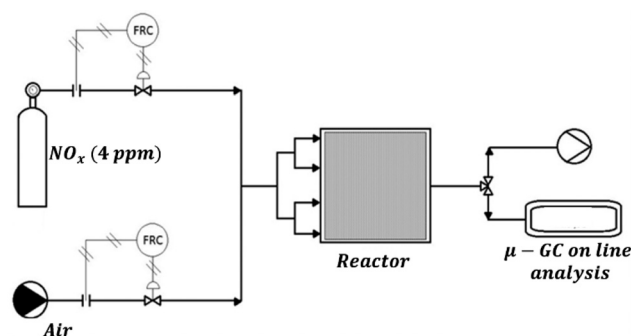 FRC
NOₓ (4 ppm)
FRC
Air
Reactor
μ − GC on line
analysis